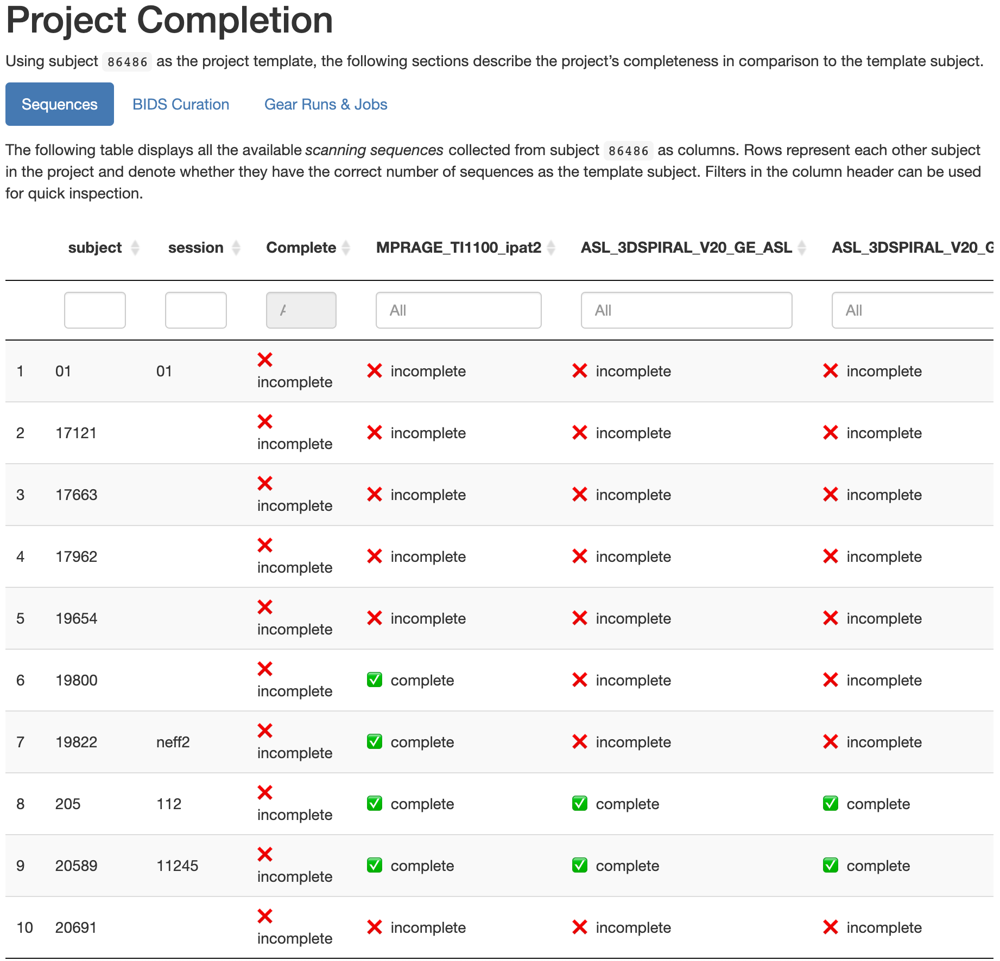 Project Completion
Using subject 86486 as the project template, the following sections describe the project’s completeness in comparison to the template subject.
Sequences BIDS Curation Gear Runs & Jobs
The following table displays all the available scanning sequences collected from subject 86486 as columns. Rows represent each other subject
in the project and denote whether they have the correct number of sequences as the template subject. Filters in the column header can be used
for quick inspection.
subject session Complete MPRAGE_TI1100_ipat2 ASL_3DSPIRAL_V20_GE_ASL ASL_3DSPIRAL_V20_G
All All All
1 01 01 ❌ incomplete ❌ incomplete ❌ incomplete ❌ incomplete
2 17121 ❌ incomplete ❌ incomplete ❌ incomplete ❌ incomplete
3 17663 ❌ incomplete ❌ incomplete ❌ incomplete ❌ incomplete
4 17962 ❌ incomplete ❌ incomplete ❌ incomplete ❌ incomplete
5 19654 ❌ incomplete ❌ incomplete ❌ incomplete ❌ incomplete
6 19800 ❌ incomplete ✅ complete ❌ incomplete ❌ incomplete
7 19822 neff2 ❌ incomplete ✅ complete ❌ incomplete ❌ incomplete
8 205 112 ❌ incomplete ✅ complete ✅ complete ✅ complete
9 20589 11245 ❌ incomplete ✅ complete ✅ complete ✅ complete
10 20691 ❌ incomplete ❌ incomplete ❌ incomplete ❌ incomplete